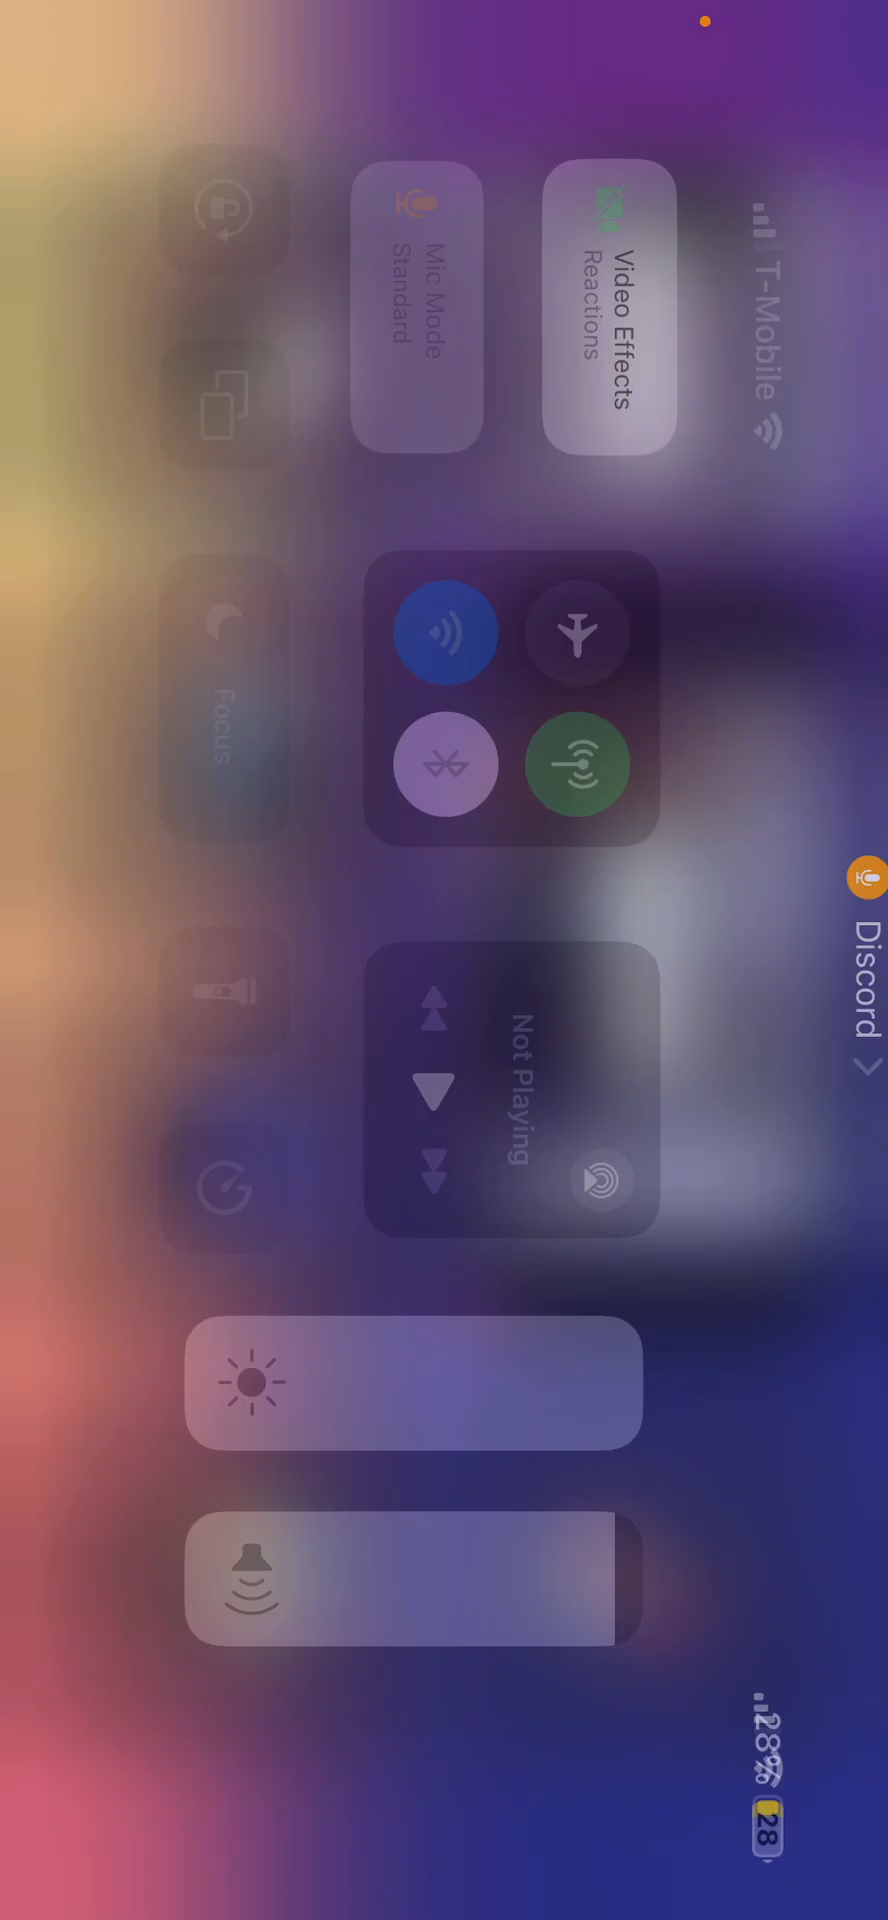 Discord
T-Mobile
28%
28
Video Effects
Reactions
Mic Mode
Standard
Not Playing
Focus